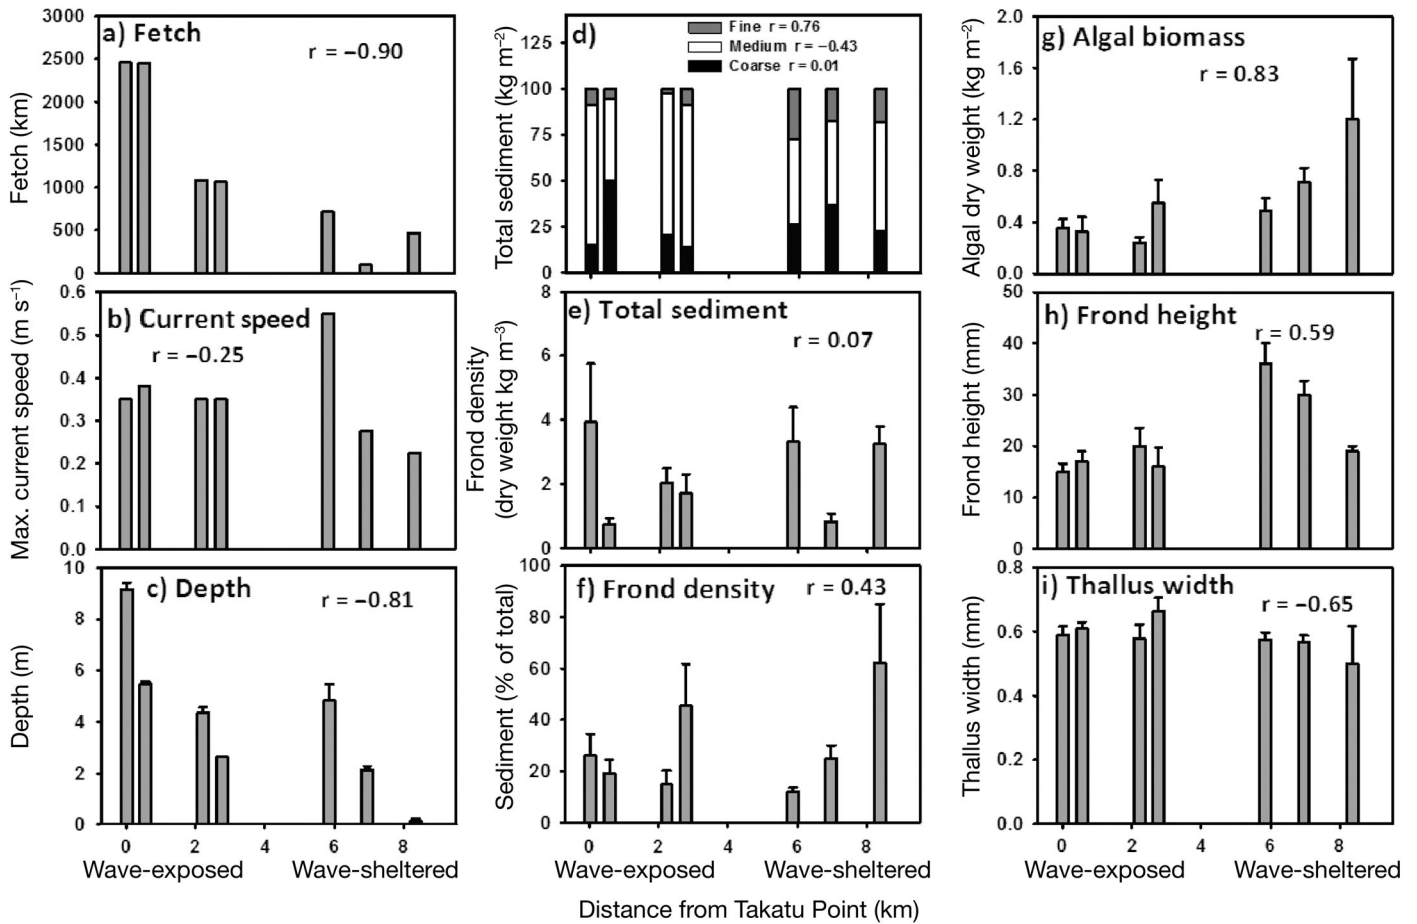 a) Fetch
r = −0.90
Fetch (km)
3000
2500
2000
1500
1000
500
0
b) Current speed
r = −0.25
Max. current speed (m s⁻¹)
0.6
0.5
0.4
0.3
0.2
0.1
0.0
c) Depth
r = −0.81
Depth (m)
10
8
6
4
2
0
0 2 4 6 8
Wave-exposed Wave-sheltered
d)
Fine r = 0.76
Medium r = −0.43
Coarse r = 0.01
Total sediment (kg m⁻²)
125
100
75
50
25
0
e) Total sediment
r = 0.07
Frond density
(dry weight kg m⁻³)
8
6
4
2
0
f) Frond density
r = 0.43
Sediment (% of total)
100
80
60
40
20
0
0 2 4 6 8
Wave-exposed Wave-sheltered
g) Algal biomass
r = 0.83
Algal dry weight (kg m⁻²)
2.0
1.6
1.2
0.8
0.4
0.0
h) Frond height
r = 0.59
Frond height (mm)
50
40
30
20
10
0
i) Thallus width
r = −0.65
Thallus width (mm)
0.8
0.6
0.4
0.2
0.0
0 2 4 6 8
Wave-exposed Wave-sheltered
Distance from Takatu Point (km)